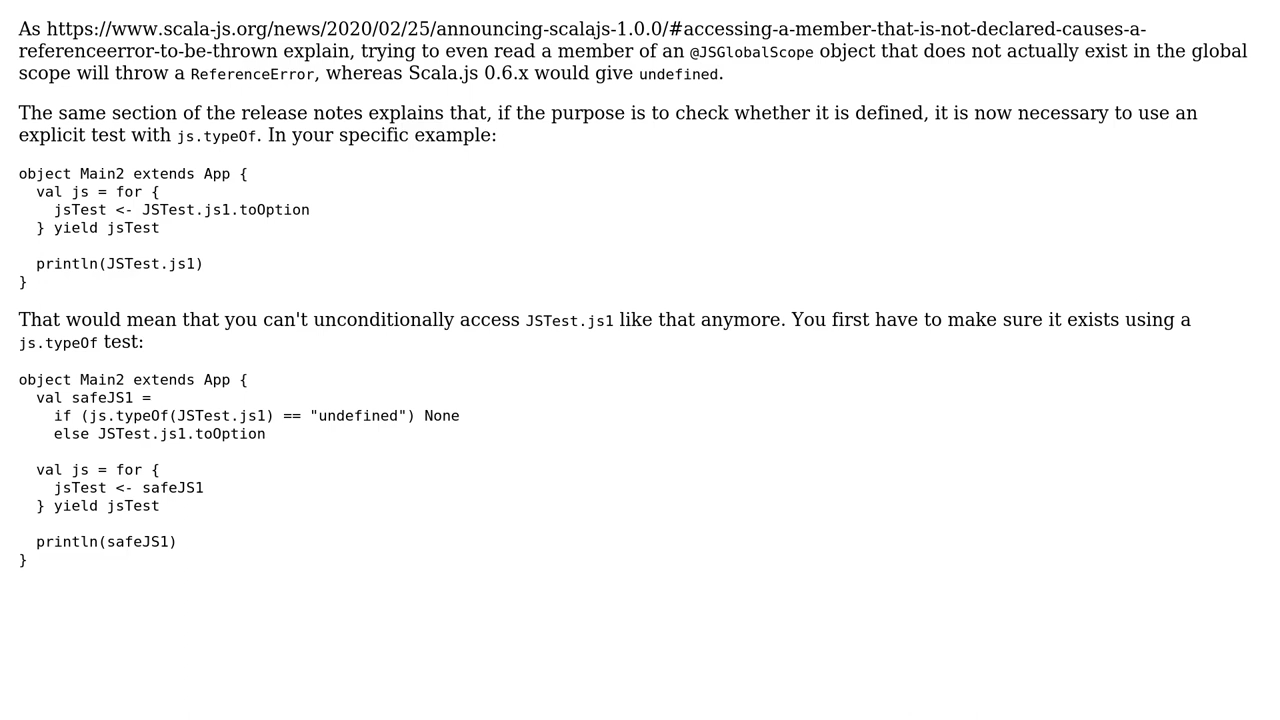 As https://www.scala-js.org/news/2020/02/25/announcing-scalajs-1.0.0/#accessing-a-member-that-is-not-declared-causes-a-
referenceerror-to-be-thrown explain, trying to even read a member of an @JSGlobalScope object that does not actually exist in the global
scope will throw a ReferenceError, whereas Scala.js 0.6.x would give undefined.
The same section of the release notes explains that, if the purpose is to check whether it is defined, it is now necessary to use an
explicit test with js.typeOf. In your specific example:
object Main2 extends App {
  val js = for {
    jsTest <- JSTest.js1.toOption
  } yield jsTest

  println(JSTest.js1)
}
That would mean that you can't unconditionally access JSTest.js1 like that anymore. You first have to make sure it exists using a
js.typeOf test:
object Main2 extends App {
  val safeJS1 =
    if (js.typeOf(JSTest.js1) == "undefined") None
    else JSTest.js1.toOption

  val js = for {
    jsTest <- safeJS1
  } yield jsTest

  println(safeJS1)
}